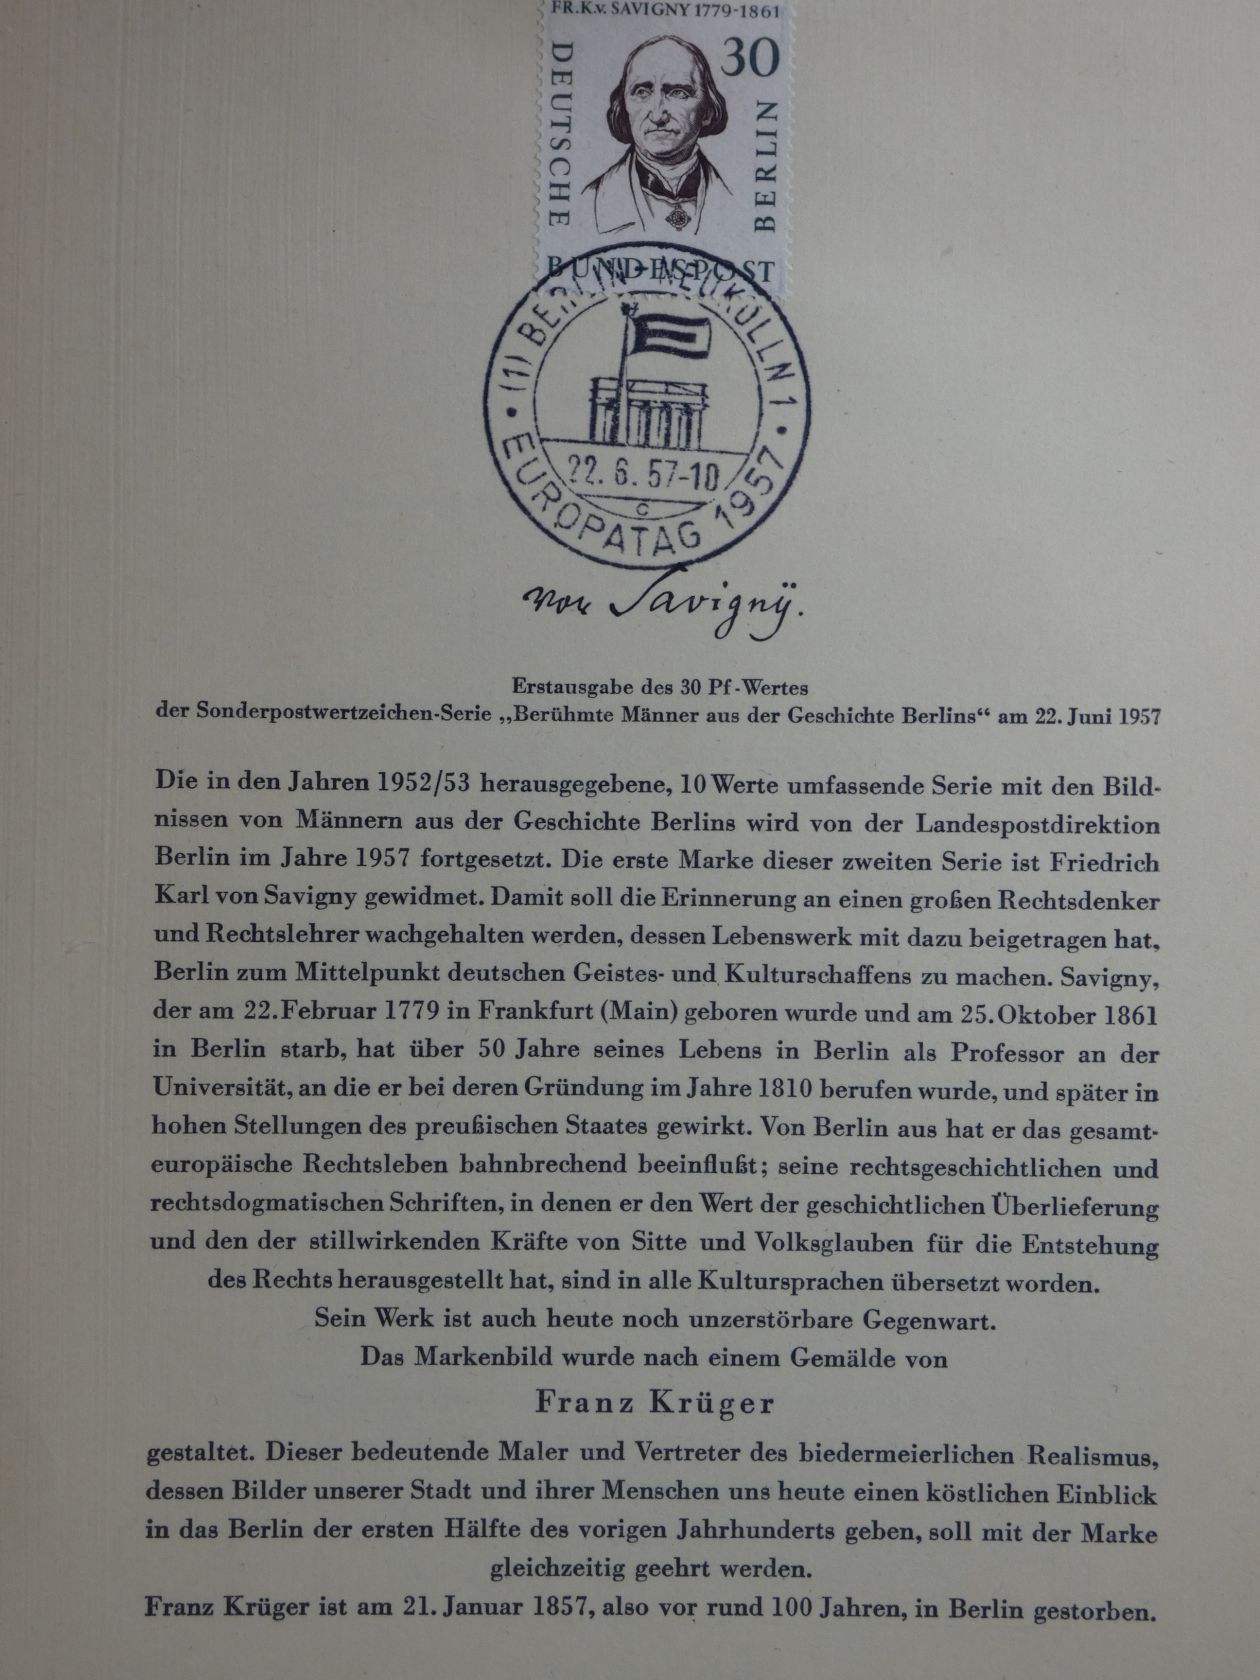 FR.K.v. SAVIGNY 1779-1861
30
DEUTSCHE
BERLIN
BUNDESPOST
(1) BERLIN-NEUKÖLLN 1
22.6.57-10
c
EUROPATAG 1957
von Savignÿ.
Erstausgabe des 30 Pf-Wertes
der Sonderpostwertzeichen-Serie „Berühmte Männer aus der Geschichte Berlins“ am 22. Juni 1957
Die in den Jahren 1952/53 herausgegebene, 10 Werte umfassende Serie mit den Bild-
nissen von Männern aus der Geschichte Berlins wird von der Landespostdirektion
Berlin im Jahre 1957 fortgesetzt. Die erste Marke dieser zweiten Serie ist Friedrich
Karl von Savigny gewidmet. Damit soll die Erinnerung an einen großen Rechtsdenker
und Rechtslehrer wachgehalten werden, dessen Lebenswerk mit dazu beigetragen hat,
Berlin zum Mittelpunkt deutschen Geistes- und Kulturschaffens zu machen. Savigny,
der am 22. Februar 1779 in Frankfurt (Main) geboren wurde und am 25. Oktober 1861
in Berlin starb, hat über 50 Jahre seines Lebens in Berlin als Professor an der
Universität, an die er bei deren Gründung im Jahre 1810 berufen wurde, und später in
hohen Stellungen des preußischen Staates gewirkt. Von Berlin aus hat er das gesamt-
europäische Rechtsleben bahnbrechend beeinflußt; seine rechtsgeschichtlichen und
rechtsdogmatischen Schriften, in denen er den Wert der geschichtlichen Überlieferung
und den der stillwirkenden Kräfte von Sitte und Volksglauben für die Entstehung
des Rechts herausgestellt hat, sind in alle Kultursprachen übersetzt worden.
Sein Werk ist auch heute noch unzerstörbare Gegenwart.
Das Markenbild wurde nach einem Gemälde von
Franz Krüger
gestaltet. Dieser bedeutende Maler und Vertreter des biedermeierlichen Realismus,
dessen Bilder unserer Stadt und ihrer Menschen uns heute einen köstlichen Einblick
in das Berlin der ersten Hälfte des vorigen Jahrhunderts geben, soll mit der Marke
gleichzeitig geehrt werden.
Franz Krüger ist am 21. Januar 1857, also vor rund 100 Jahren, in Berlin gestorben.